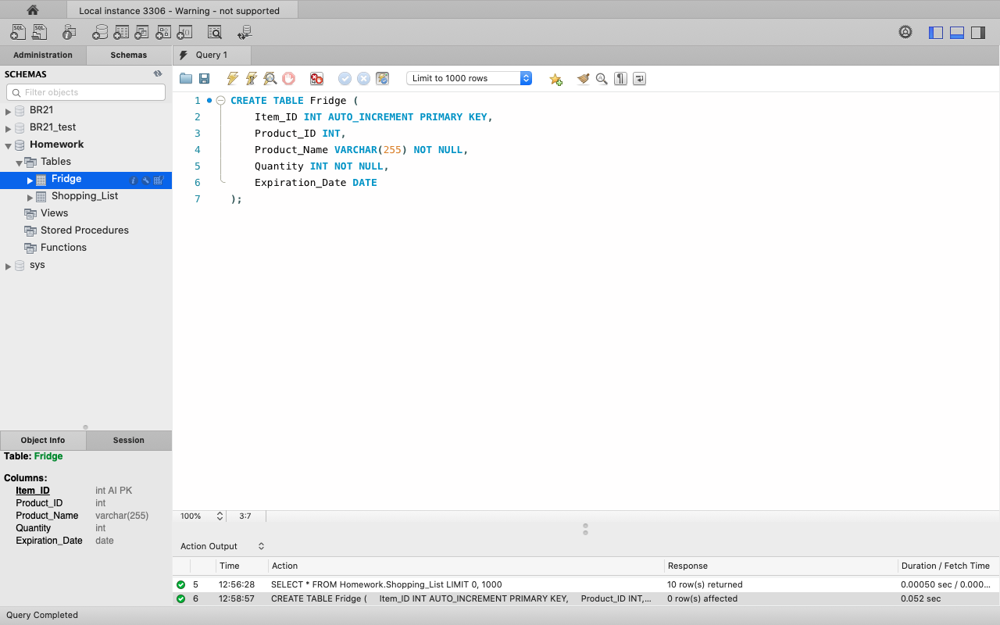 Local instance 3306 - Warning - not supported
Administration
Schemas
Query 1
SCHEMAS
Filter objects
BR21
BR21_test
Homework
Tables
Fridge
Shopping_List
Views
Stored Procedures
Functions
sys
Limit to 1000 rows
1 CREATE TABLE Fridge (
2 Item_ID INT AUTO_INCREMENT PRIMARY KEY,
3 Product_ID INT,
4 Product_Name VARCHAR(255) NOT NULL,
5 Quantity INT NOT NULL,
6 Expiration_Date DATE
7 );
Object Info
Session
Table: Fridge
Columns:
Item_ID int AI PK
Product_ID int
Product_Name varchar(255)
Quantity int
Expiration_Date date
100% 3:7
Action Output
Time Action Response Duration / Fetch Time
5 12:56:28 SELECT * FROM Homework.Shopping_List LIMIT 0, 1000 10 row(s) returned 0.00050 sec / 0.000...
6 12:58:57 CREATE TABLE Fridge ( Item_ID INT AUTO_INCREMENT PRIMARY KEY, Product_ID INT,... 0 row(s) affected 0.052 sec
Query Completed